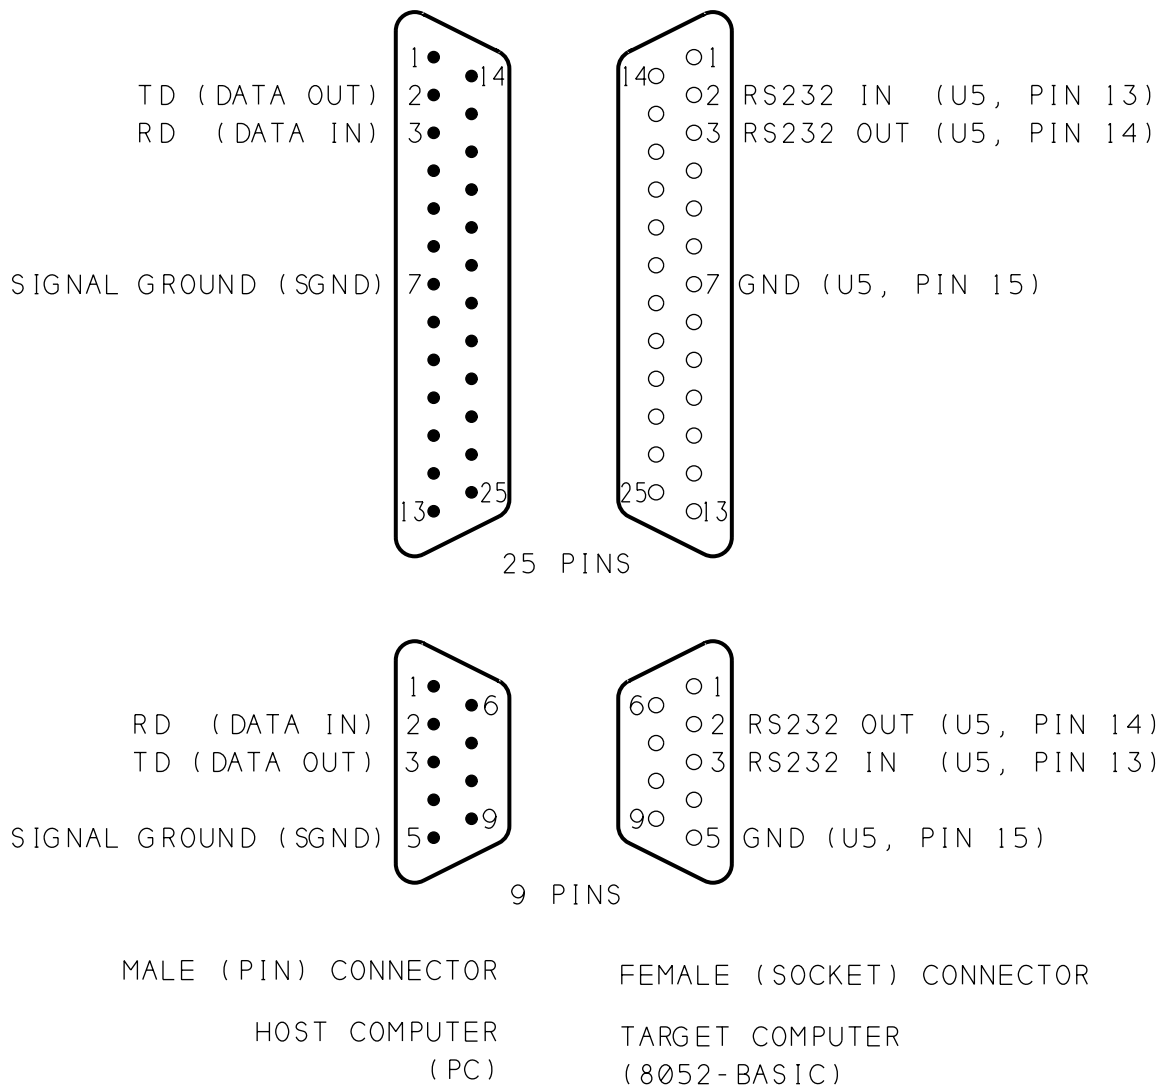 1
14 14
1
TD (DATA OUT) 2
2 RS232 IN (U5, PIN 13)
RD (DATA IN) 3
3 RS232 OUT (U5, PIN 14)
SIGNAL GROUND (SGND) 7
7 GND (U5, PIN 15)
25 25
13
13
25 PINS
1
1
6 6
RD (DATA IN) 2
2 RS232 OUT (U5, PIN 14)
TD (DATA OUT) 3
3 RS232 IN (U5, PIN 13)
9 9
SIGNAL GROUND (SGND) 5
5 GND (U5, PIN 15)
9 PINS
MALE (PIN) CONNECTOR
HOST COMPUTER
(PC)
FEMALE (SOCKET) CONNECTOR
TARGET COMPUTER
(8052-BASIC)